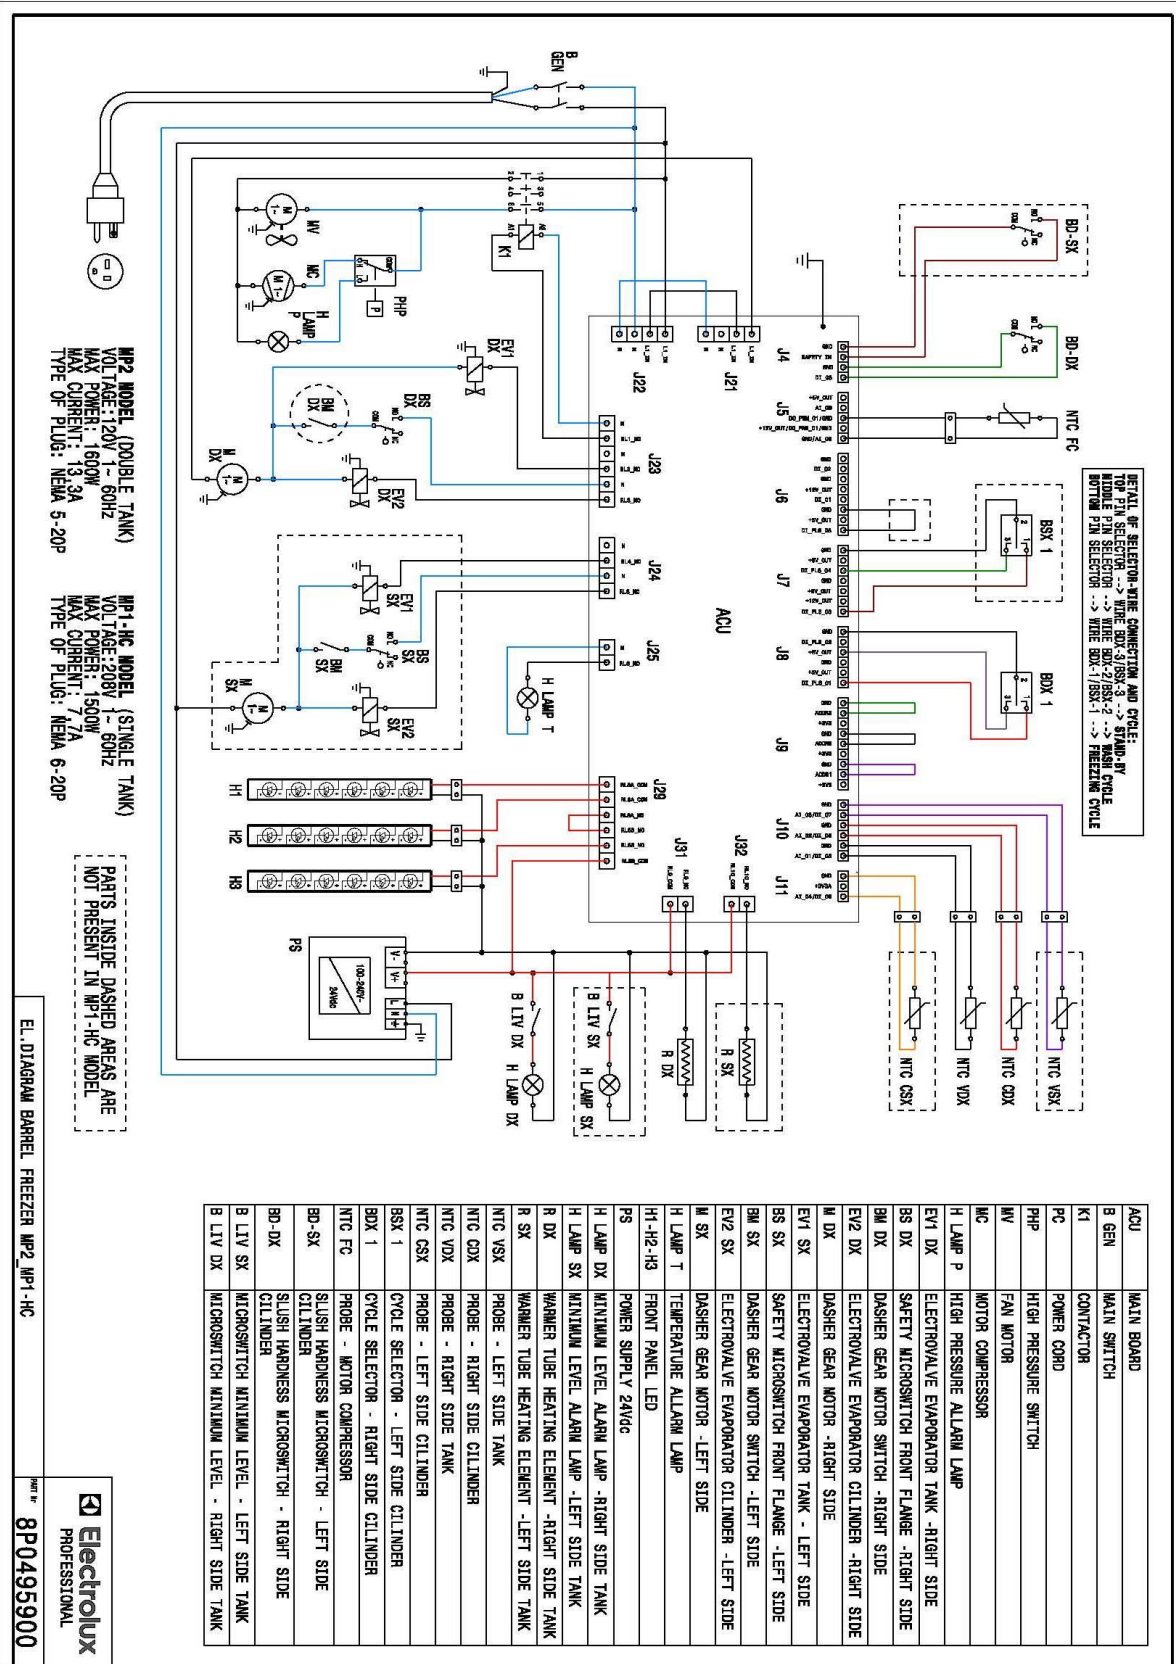 DETAIL OF SELECTOR-WIRE CONNECTION AND CYCLE:
TOP PIN SELECTOR --> WIRE BDX-3/BSX-3 --> STAND-BY
MIDDLE PIN SELECTOR --> WIRE BDX-2/BSX-2 --> WASH CYCLE
BOTTOM PIN SELECTOR --> WIRE BDX-1/BSX-1 --> FREEZING CYCLE
BD-SX
BD-DX
NTC FC
BSX 1
BDX 1
NTC VSX
NTC CDX
NTC VDX
NTC CSX
J4
J5
J6
J7
J8
J9
J10
J11
J21
J22
J23
J24
J25
J29
J31
J32
ACU
B
GEN
K1
MV
MC
PHP
P
H
LAMP
P
EV1
DX
BS
DX
BM
DX
EV2
DX
M
DX
EV1
SX
BS
SX
BM
SX
EV2
SX
M
SX
H LAMP T
H1
H2
H3
PS
100-240V~
24Vdc
V-
V+
L
N
B LIV DX
H LAMP DX
B LIV SX
H LAMP SX
R DX
R SX
MP2 MODEL (DOUBLE TANK)
VOLTAGE:120V 1~ 60Hz
MAX POWER: 1600W
MAX CURRENT: 13,3A
TYPE OF PLUG: NEMA 5-20P
MP1-HC MODEL (SINGLE TANK)
VOLTAGE:208V 1~ 60Hz
MAX POWER: 1500W
MAX CURRENT: 7,7A
TYPE OF PLUG: NEMA 6-20P
PARTS INSIDE DASHED AREAS ARE
NOT PRESENT IN MP1-HC MODEL
ACU MAIN BOARD
B GEN MAIN SWITCH
K1 CONTACTOR
PC POWER CORD
PHP HIGH PRESSURE SWITCH
MV FAN MOTOR
MC MOTOR COMPRESSOR
H LAMP P HIGH PRESSURE ALLARM LAMP
EV1 DX ELECTROVALVE EVAPORATOR TANK -RIGHT SIDE
BS DX SAFETY MICROSWITCH FRONT FLANGE -RIGHT SIDE
BM DX DASHER GEAR MOTOR SWITCH -RIGHT SIDE
EV2 DX ELECTROVALVE EVAPORATOR CILINDER -RIGHT SIDE
M DX DASHER GEAR MOTOR -RIGHT SIDE
EV1 SX ELECTROVALVE EVAPORATOR TANK - LEFT SIDE
BS SX SAFETY MICROSWITCH FRONT FLANGE -LEFT SIDE
BM SX DASHER GEAR MOTOR SWITCH -LEFT SIDE
EV2 SX ELECTROVALVE EVAPORATOR CILINDER -LEFT SIDE
M SX DASHER GEAR MOTOR -LEFT SIDE
H LAMP T TEMPERATURE ALLARM LAMP
H1-H2-H3 FRONT PANEL LED
PS POWER SUPPLY 24Vdc
H LAMP DX MINIMUM LEVEL ALARM LAMP -RIGHT SIDE TANK
H LAMP SX MINIMUM LEVEL ALARM LAMP -LEFT SIDE TANK
R DX WARMER TUBE HEATING ELEMENT -RIGHT SIDE TANK
R SX WARMER TUBE HEATING ELEMENT -LEFT SIDE TANK
NTC VSX PROBE - LEFT SIDE TANK
NTC CDX PROBE - RIGHT SIDE CILINDER
NTC VDX PROBE - RIGHT SIDE TANK
NTC CSX PROBE - LEFT SIDE CILINDER
BSX 1 CYCLE SELECTOR - LEFT SIDE CILINDER
BDX 1 CYCLE SELECTOR - RIGHT SIDE CILINDER
NTC FC PROBE - MOTOR COMPRESSOR
BD-SX SLUSH HARDNESS MICROSWITCH - LEFT SIDE
CILINDER
BD-DX SLUSH HARDNESS MICROSWITCH - RIGHT SIDE
CILINDER
B LIV SX MICROSWITCH MINIMUM LEVEL - LEFT SIDE TANK
B LIV DX MICROSWITCH MINIMUM LEVEL - RIGHT SIDE TANK
EL.DIAGRAM BARREL FREEZER MP2_MP1-HC
Electrolux
PROFESSIONAL
PART Nr 8P0495900